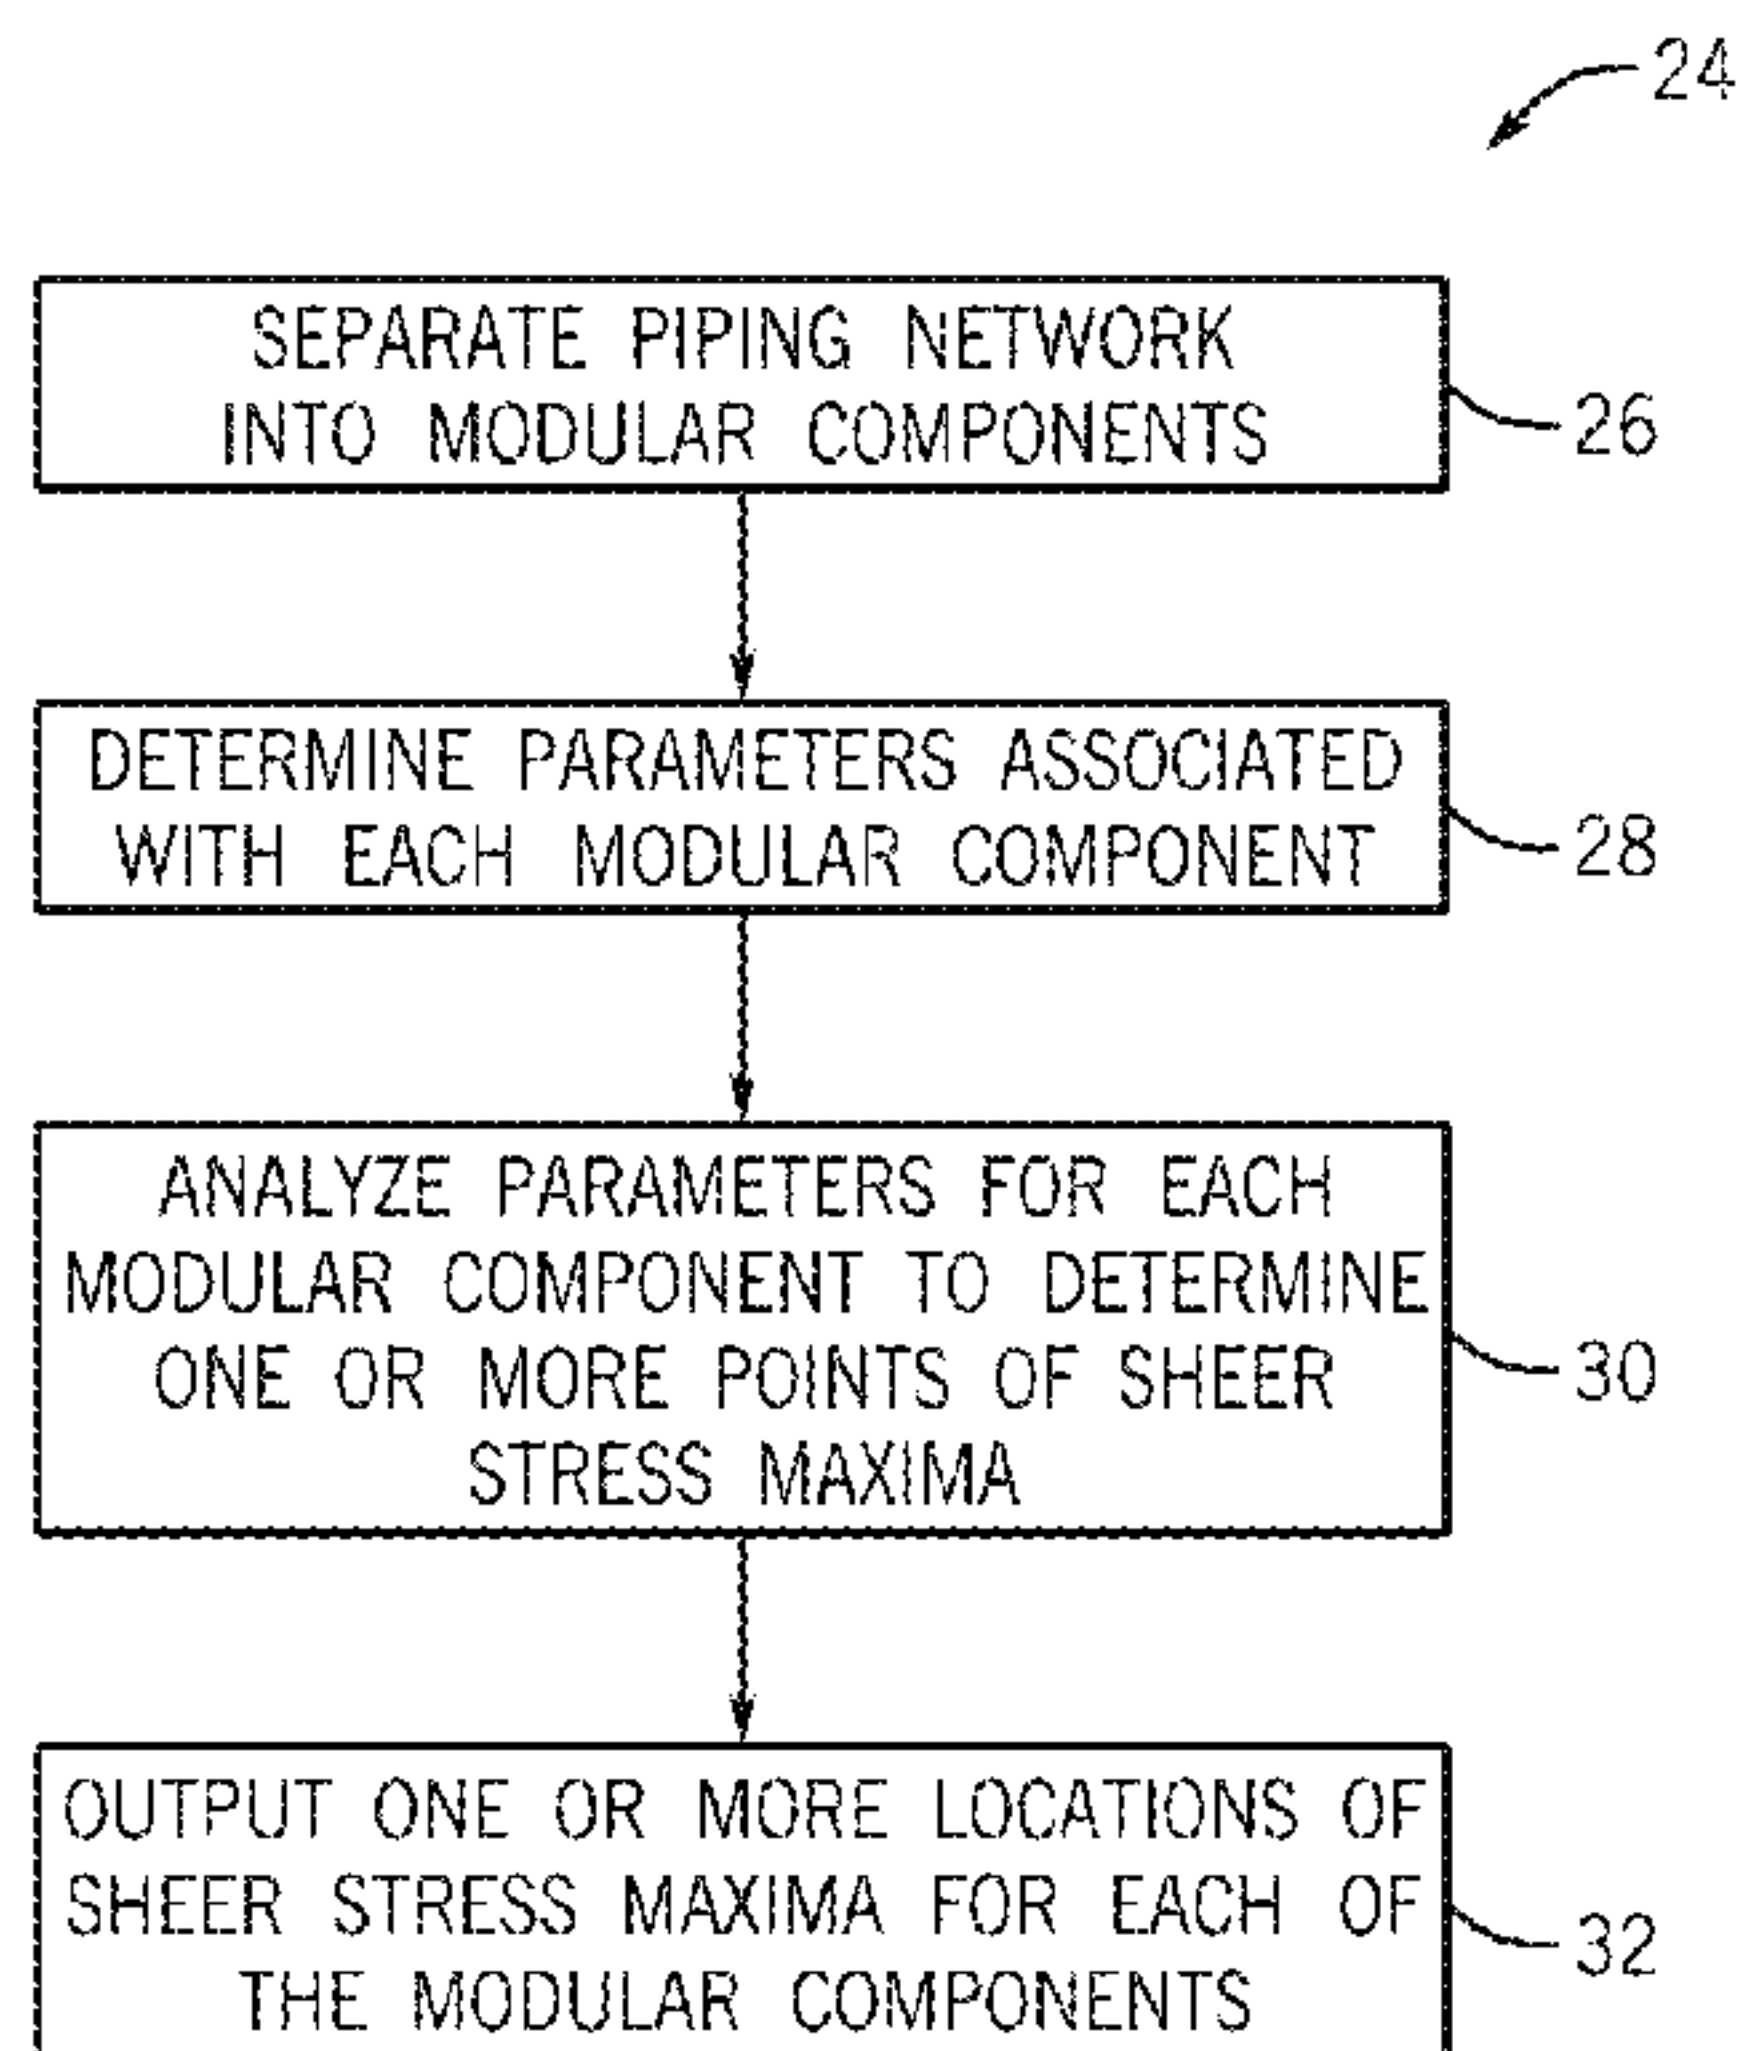 24
SEPARATE PIPING NETWORK
INTO MODULAR COMPONENTS
26
DETERMINE PARAMETERS ASSOCIATED
WITH EACH MODULAR COMPONENT
28
ANALYZE PARAMETERS FOR EACH
MODULAR COMPONENT TO DETERMINE
ONE OR MORE POINTS OF SHEER
STRESS MAXIMA
30
OUTPUT ONE OR MORE LOCATIONS OF
SHEER STRESS MAXIMA FOR EACH OF
THE MODULAR COMPONENTS
32